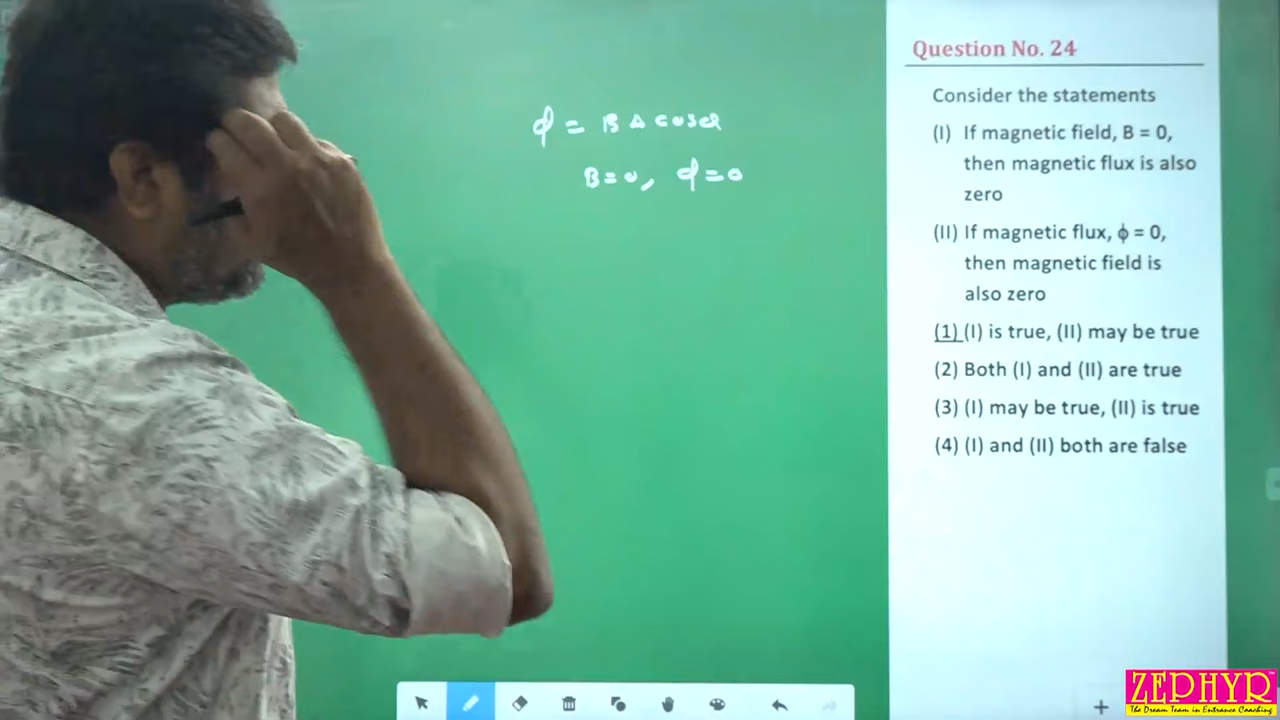 ϕ = B A cosα
B=0, ϕ=0
Question No. 24
Consider the statements
(I) If magnetic field, B = 0,
then magnetic flux is also
zero
(II) If magnetic flux, ϕ = 0,
then magnetic field is
also zero
(1) (I) is true, (II) may be true
(2) Both (I) and (II) are true
(3) (I) may be true, (II) is true
(4) (I) and (II) both are false
ZEPHYR
The Dream Team in Entrance Coaching